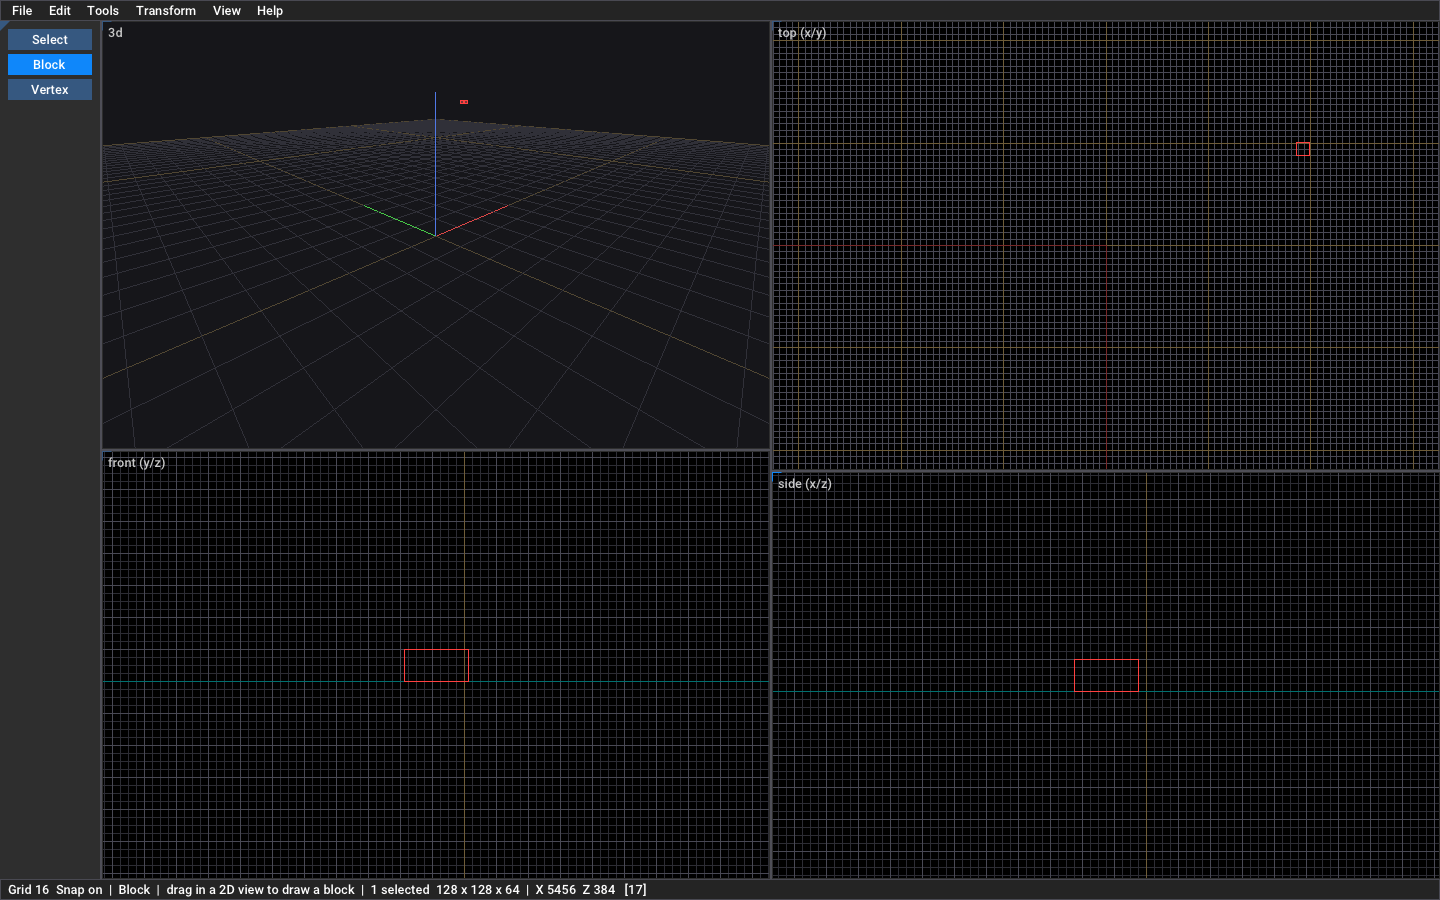 File Edit Tools Transform View Help
Select
Block
Vertex
3d
top (x/y)
front (y/z)
side (x/z)
Grid 16 Snap on | Block | drag in a 2D view to draw a block | 1 selected 128 x 128 x 64 | X 5456 Z 384 [17]